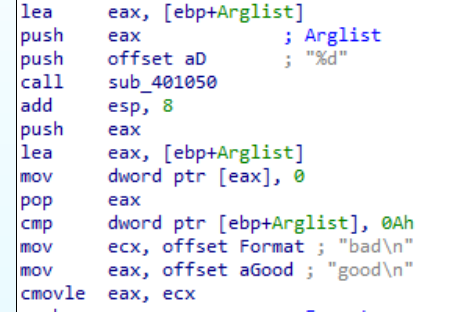 lea eax, [ebp+Arglist]
push eax ; Arglist
push offset aD ; "%d"
call sub_401050
add esp, 8
push eax
lea eax, [ebp+Arglist]
mov dword ptr [eax], 0
pop eax
cmp dword ptr [ebp+Arglist], 0Ah
mov ecx, offset Format ; "bad\n"
mov eax, offset aGood ; "good\n"
cmovle eax, ecx